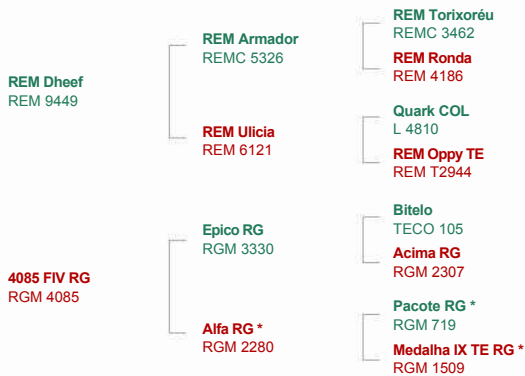 REM Torixoréu
REMC 3462
REM Armador
REMC 5326
REM Ronda
REM 4186
REM Dheef
REM 9449
Quark COL
L 4810
REM Ulicia
REM 6121
REM Oppy TE
REM T2944
Bitelo
TECO 105
Epico RG
RGM 3330
Acima RG
RGM 2307
4085 FIV RG
RGM 4085
Pacote RG *
RGM 719
Alfa RG *
RGM 2280
Medalha IX TE RG *
RGM 1509